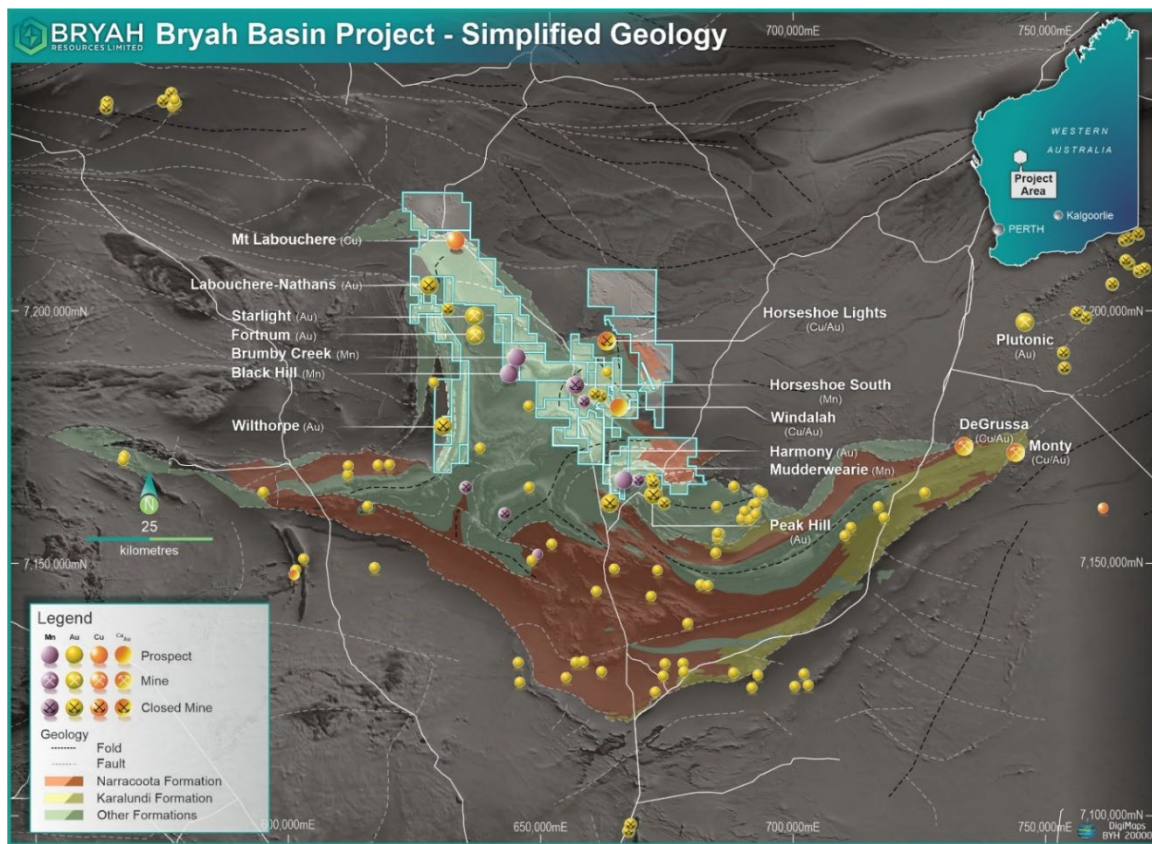 BRYAH
RESOURCES LIMITED
Bryah Basin Project - Simplified Geology
700,000mE
750,000mE
WESTERN
AUSTRALIA
Project
Area
Kalgoorlie
PERTH
Mt Labouchere (Cu)
Labouchere-Nathans (Au)
7,200,000mN
7,200,000mN
Starlight (Au)
Fortnum (Au)
Brumby Creek (Mn)
Black Hill (Mn)
Wilthorpe (Au)
Horseshoe Lights
(Cu/Au)
Plutonic
(Au)
Horseshoe South
(Mn)
Windalah
(Cu/Au)
Harmony (Au)
Mudderwearie (Mn)
DeGrussa
(Cu/Au)
Monty
(Cu/Au)
Peak Hill
(Au)
N
25
kilometres
7,150,000mN
7,150,000mN
Legend
Mn Au Cu Cu Au
Prospect
Mine
Closed Mine
Geology
Fold
Fault
Narracoota Formation
Karalundi Formation
Other Formations
7,100,000mN
600,000mE
650,000mE
700,000mE
750,000mE
DigiMaps
BYH 20000